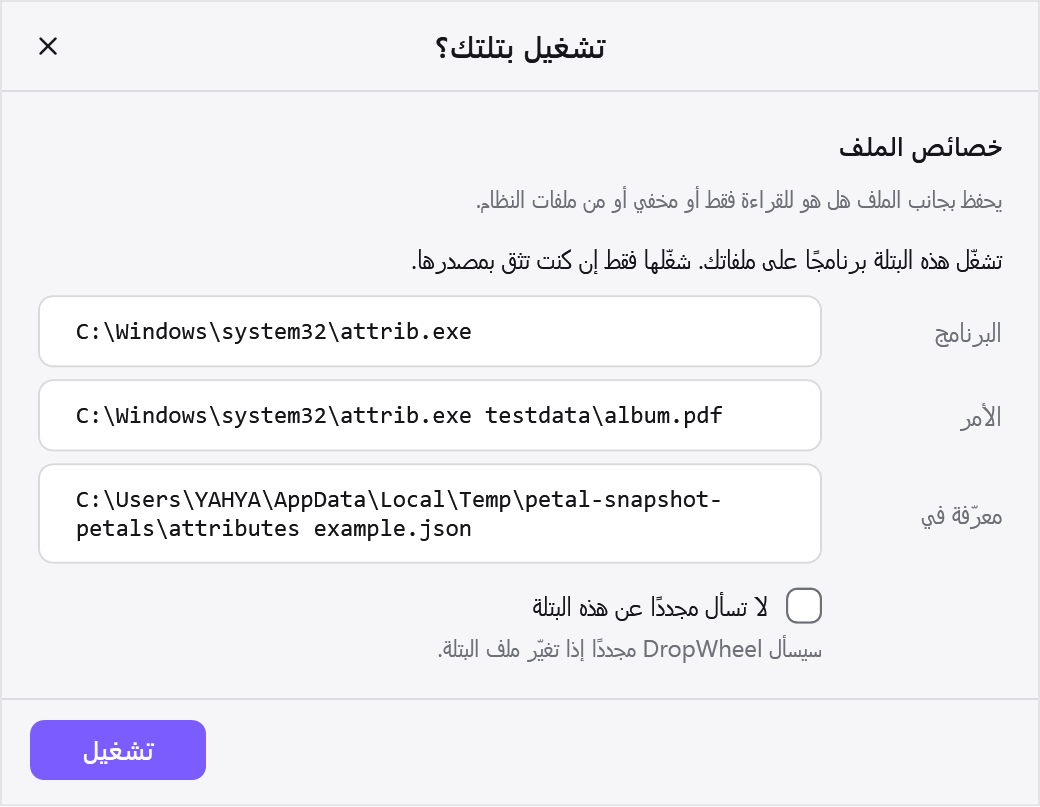 تشغيل بتلتك؟
خصائص الملف
يحفظ بجانب الملف هل هو للقراءة فقط أو مخفي أو من ملفات النظام.
تشغّل هذه البتلة برنامجًا على ملفاتك. شغّلها فقط إن كنت تثق بمصدرها.
البرنامج
C:\Windows\system32\attrib.exe
الأمر
C:\Windows\system32\attrib.exe testdata\album.pdf
معرّفة في
C:\Users\YAHYA\AppData\Local\Temp\petal-snapshot-
petals\attributes example.json
لا تسأل مجددًا عن هذه البتلة
سيسأل DropWheel مجددًا إذا تغيّر ملف البتلة.
تشغيل